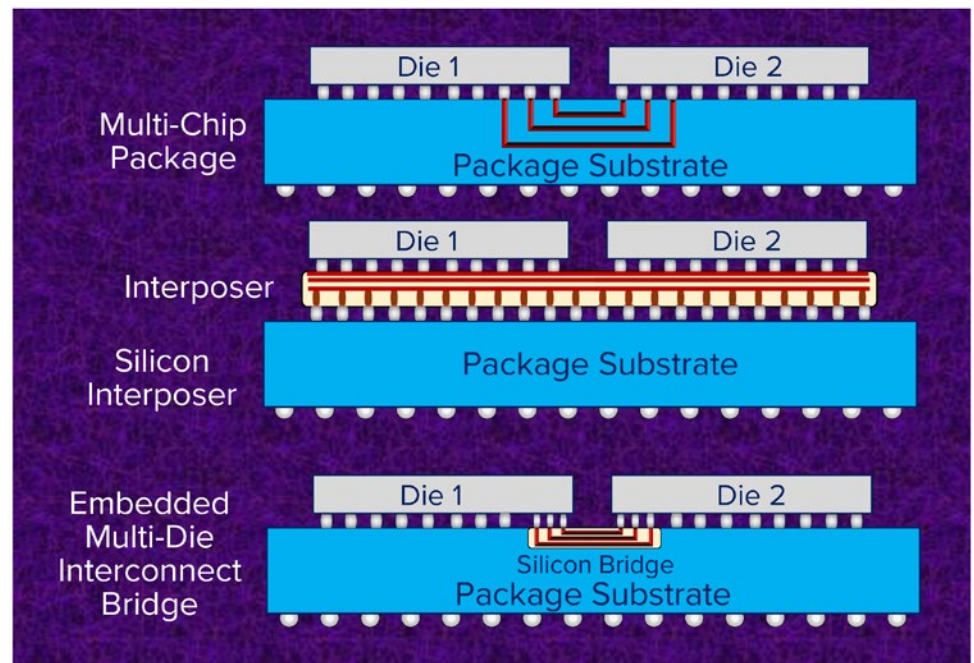 Die 1
Die 2
Multi-Chip
Package
Package Substrate
Die 1
Die 2
Interposer
Silicon
Interposer
Package Substrate
Die 1
Die 2
Embedded
Multi-Die
Interconnect
Bridge
Silicon Bridge
Package Substrate